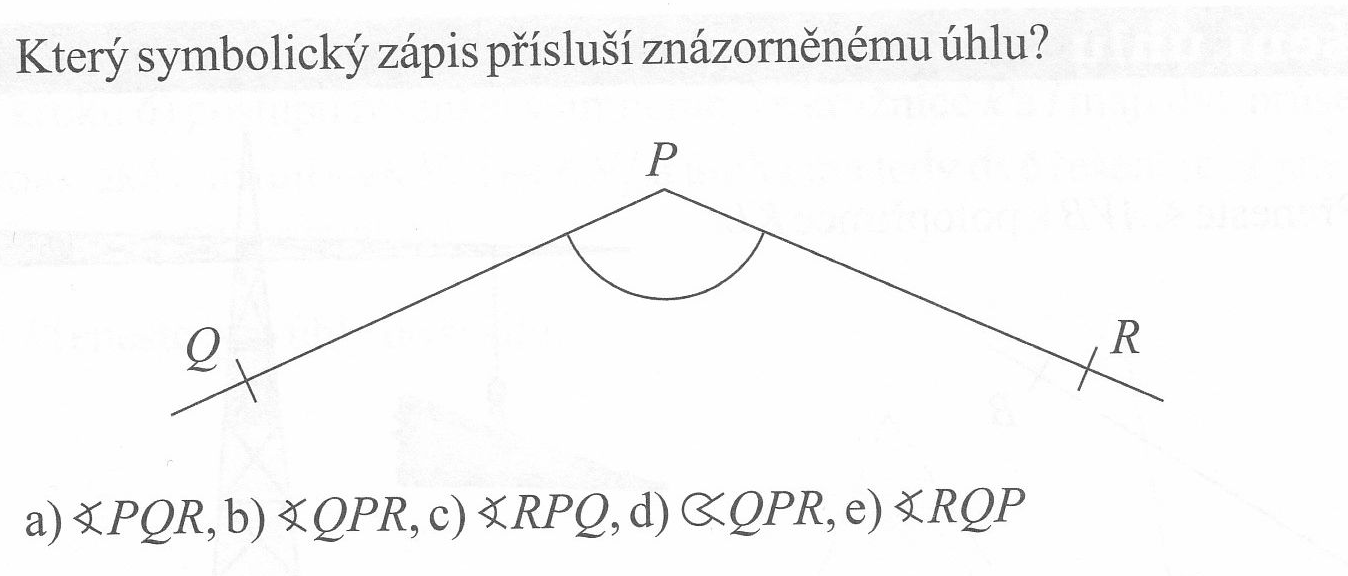 Který symbolický zápis přísluší znázorněnému úhlu?
P
Q
R
a) ∢PQR, b) ∢QPR, c) ∢RPQ, d) ⋞QPR, e) ∢RQP